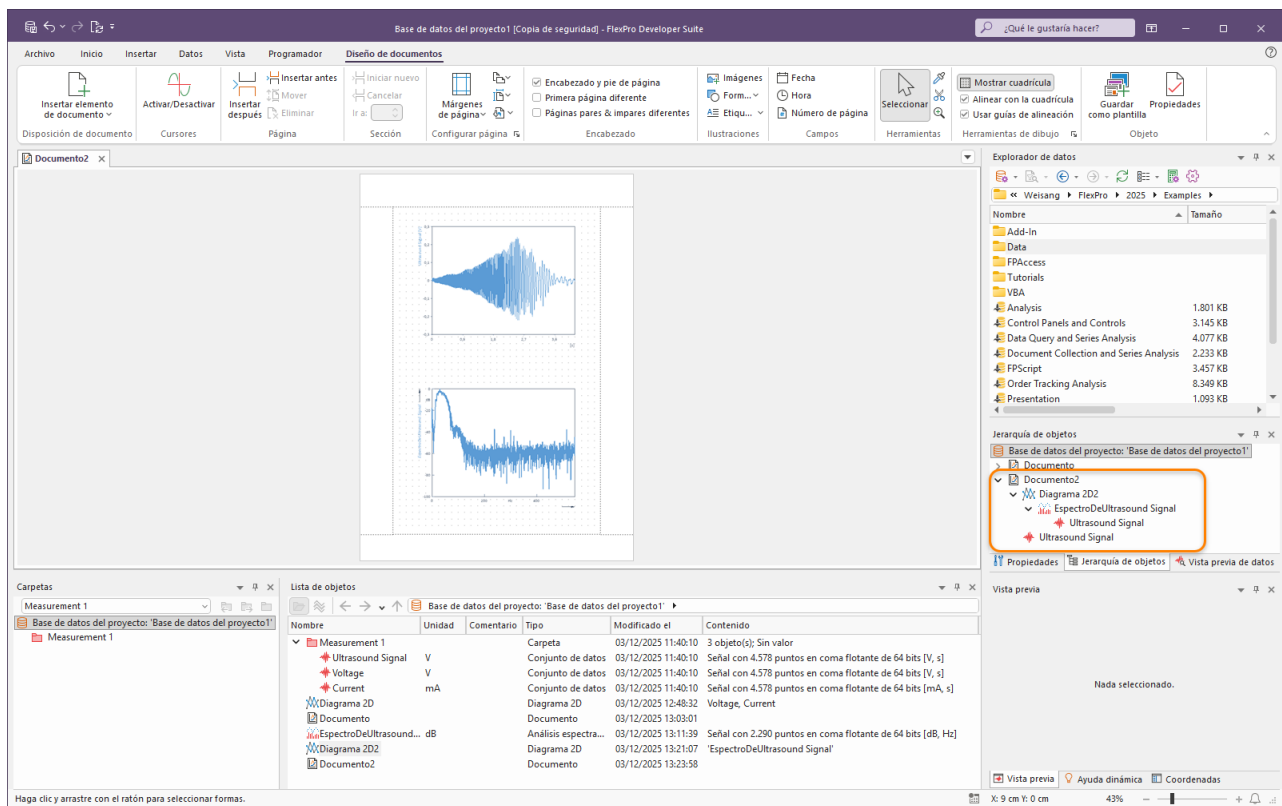 Base de datos del proyecto1 [Copia de seguridad] - FlexPro Developer Suite
¿Qué le gustaría hacer?
Archivo Inicio Insertar Datos Vista Programador Diseño de documentos
Insertar elemento de documento
Disposición de documento
Activar/Desactivar
Cursores
Insertar después
Insertar antes
Mover
Eliminar
Página
Iniciar nuevo
Cancelar
Ir a:
Sección
Márgenes de página
Configurar página
Encabezado y pie de página
Primera página diferente
Páginas pares & impares diferentes
Encabezado
Imágenes
Form...
Etiqu...
Ilustraciones
Fecha
Hora
Número de página
Campos
Seleccionar
Herramientas
Mostrar cuadrícula
Alinear con la cuadrícula
Usar guías de alineación
Herramientas de dibujo
Guardar como plantilla
Propiedades
Objeto
Documento2
Explorador de datos
« Weisang FlexPro 2025 Examples
Nombre Tamaño
Add-In
Data
FPAccess
Tutorials
VBA
Analysis 1.801 KB
Control Panels and Controls 3.145 KB
Data Query and Series Analysis 4.077 KB
Document Collection and Series Analysis 2.233 KB
FPScript 3.457 KB
Order Tracking Analysis 8.349 KB
Presentation 1.093 KB
Jerarquía de objetos
Base de datos del proyecto: 'Base de datos del proyecto1'
Documento
Documento2
Diagrama 2D2
EspectroDeUltrasound Signal
Ultrasound Signal
Ultrasound Signal
Propiedades Jerarquía de objetos Vista previa de datos
Carpetas
Measurement 1
Base de datos del proyecto: 'Base de datos del proyecto1'
Measurement 1
Lista de objetos
Base de datos del proyecto: 'Base de datos del proyecto1'
Nombre Unidad Comentario Tipo Modificado el Contenido
Measurement 1 Carpeta 03/12/2025 11:40:10 3 objeto(s); Sin valor
Ultrasound Signal V Conjunto de datos 03/12/2025 11:40:10 Señal con 4.578 puntos en coma flotante de 64 bits [V, s]
Voltage V Conjunto de datos 03/12/2025 11:40:10 Señal con 4.578 puntos en coma flotante de 64 bits [V, s]
Current mA Conjunto de datos 03/12/2025 11:40:10 Señal con 4.578 puntos en coma flotante de 64 bits [mA, s]
Diagrama 2D Diagrama 2D 03/12/2025 12:48:32 Voltage, Current
Documento Documento 03/12/2025 13:03:01
EspectroDeUltrasound... dB Análisis espectra... 03/12/2025 13:11:39 Señal con 2.290 puntos en coma flotante de 64 bits [dB, Hz]
Diagrama 2D2 Diagrama 2D 03/12/2025 13:21:07 'EspectroDeUltrasound Signal'
Documento2 Documento 03/12/2025 13:23:58
Vista previa
Nada seleccionado.
Vista previa Ayuda dinámica Coordenadas
Haga clic y arrastre con el ratón para seleccionar formas.
X: 9 cm Y: 0 cm 43%